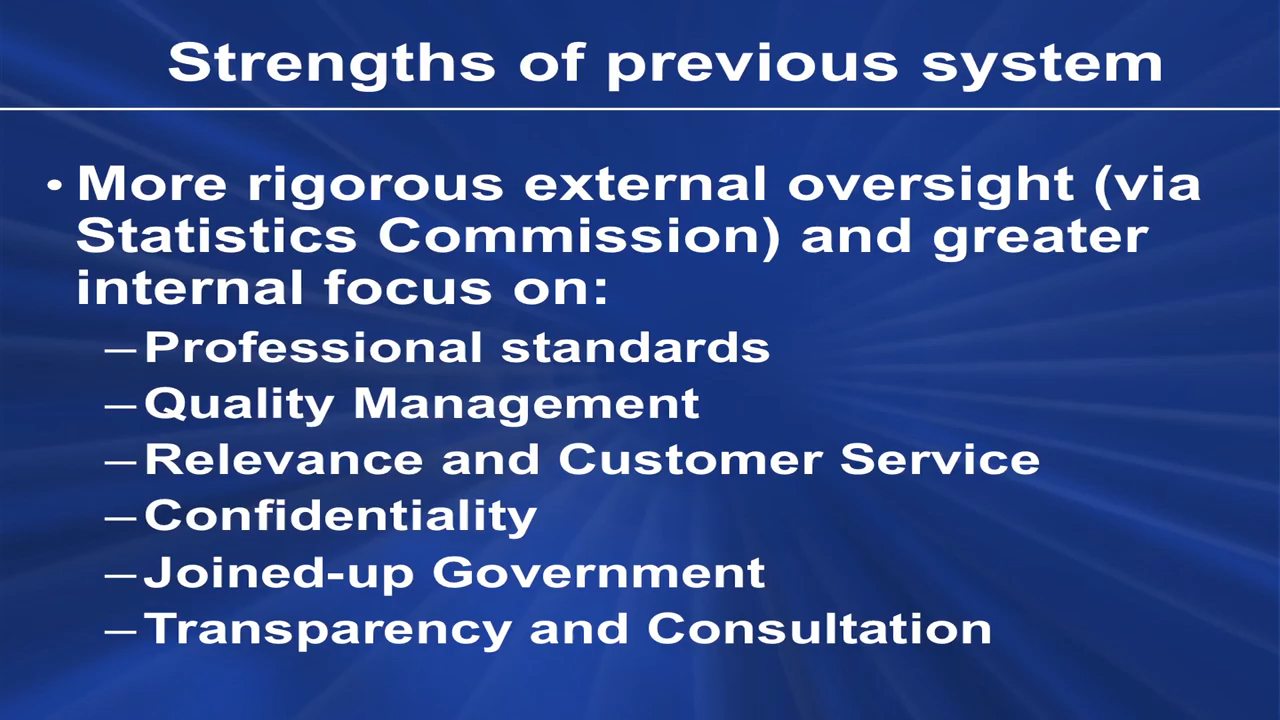 Strengths of previous system
• More rigorous external oversight (via
Statistics Commission) and greater
internal focus on:
– Professional standards
– Quality Management
– Relevance and Customer Service
– Confidentiality
– Joined-up Government
– Transparency and Consultation